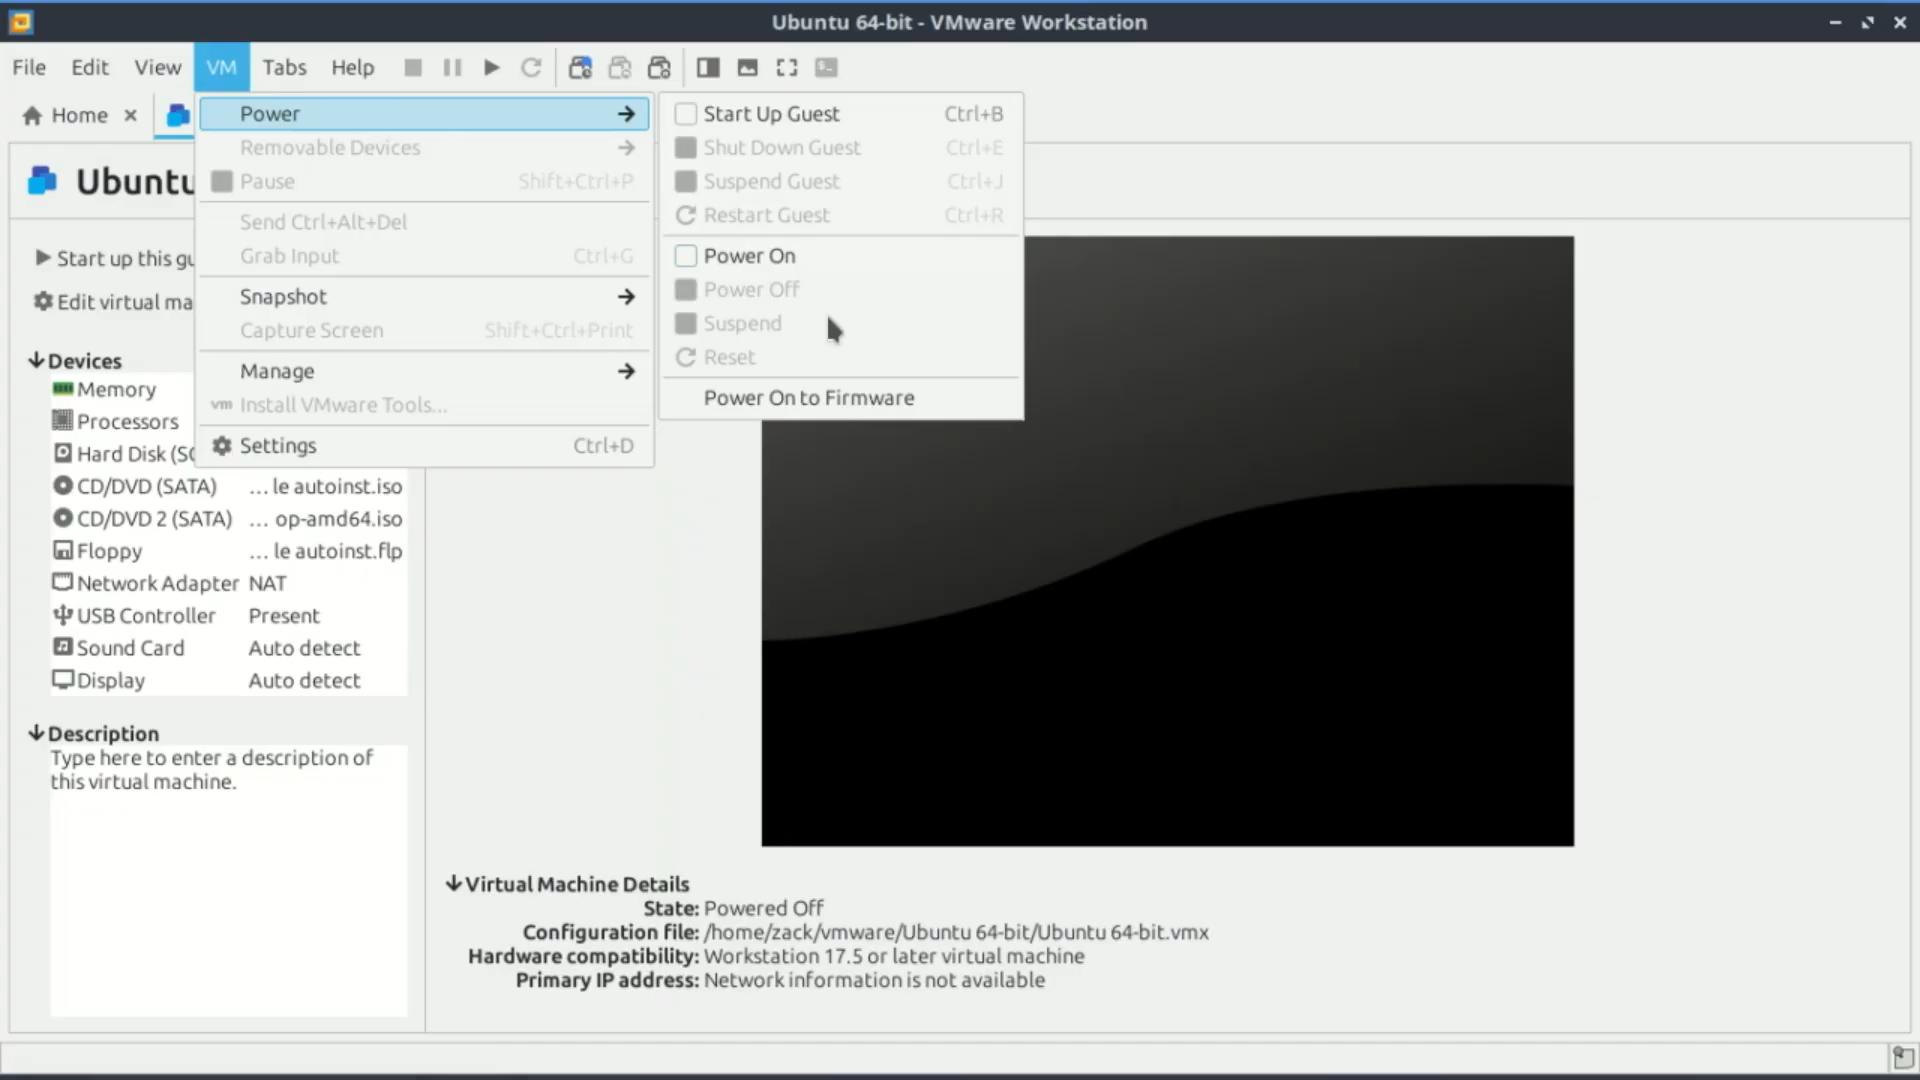 Ubuntu 64-bit - VMware Workstation
File Edit View VM Tabs Help
Home
Power
Removable Devices
Pause Shift+Ctrl+P
Send Ctrl+Alt+Del
Grab Input Ctrl+G
Snapshot
Capture Screen Shift+Ctrl+Print
Manage
vm Install VMware Tools...
Settings Ctrl+D
Start Up Guest Ctrl+B
Shut Down Guest Ctrl+E
Suspend Guest Ctrl+J
Restart Guest Ctrl+R
Power On
Power Off
Suspend
Reset
Power On to Firmware
Ubuntu
Start up this gu
Edit virtual ma
Devices
Memory
Processors
Hard Disk (SC
CD/DVD (SATA) ... le autoinst.iso
CD/DVD 2 (SATA) ... op-amd64.iso
Floppy ... le autoinst.flp
Network Adapter NAT
USB Controller Present
Sound Card Auto detect
Display Auto detect
Description
Type here to enter a description of
this virtual machine.
Virtual Machine Details
State: Powered Off
Configuration file: /home/zack/vmware/Ubuntu 64-bit/Ubuntu 64-bit.vmx
Hardware compatibility: Workstation 17.5 or later virtual machine
Primary IP address: Network information is not available